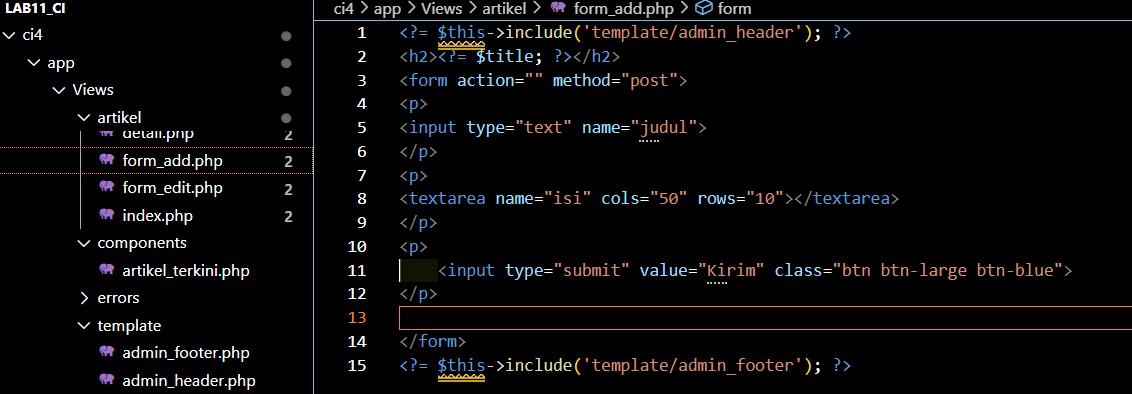 LAB11_CI
ci4
app
Views
artikel
detail.php 2
form_add.php 2
form_edit.php 2
index.php 2
components
artikel_terkini.php
errors
template
admin_footer.php
admin_header.php
ci4 > app > Views > artikel > form_add.php > form
1 <?= $this->include('template/admin_header'); ?>
2 <h2><?= $title; ?></h2>
3 <form action="" method="post">
4 <p>
5 <input type="text" name="judul">
6 </p>
7 <p>
8 <textarea name="isi" cols="50" rows="10"></textarea>
9 </p>
10 <p>
11 <input type="submit" value="Kirim" class="btn btn-large btn-blue">
12 </p>
13
14 </form>
15 <?= $this->include('template/admin_footer'); ?>